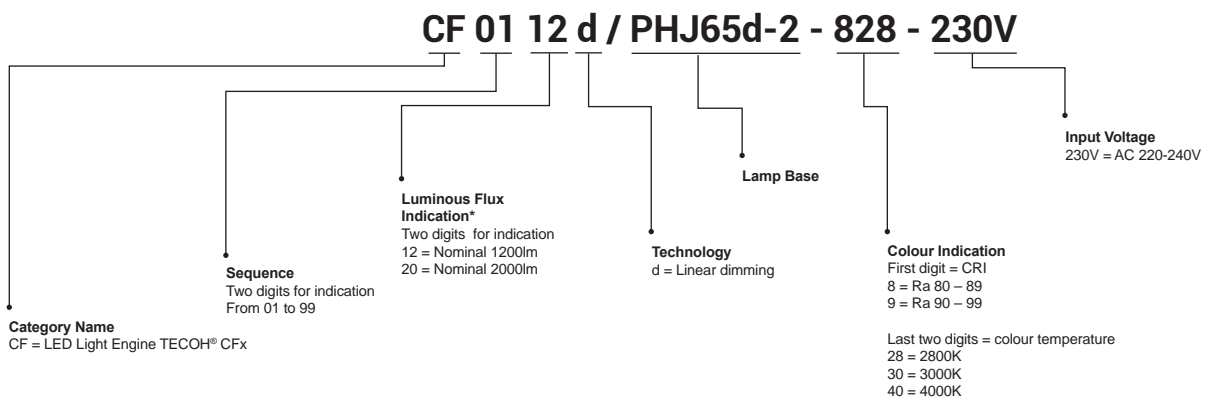 CF 01 12 d / PHJ65d-2 - 828 - 230V
Category Name
CF = LED Light Engine TECOH® CFx
Sequence
Two digits for indication
From 01 to 99
Luminous Flux
Indication*
Two digits for indication
12 = Nominal 1200lm
20 = Nominal 2000lm
Technology
d = Linear dimming
Lamp Base
Colour Indication
First digit = CRI
8 = Ra 80 – 89
9 = Ra 90 – 99
Last two digits = colour temperature
28 = 2800K
30 = 3000K
40 = 4000K
Input Voltage
230V = AC 220-240V